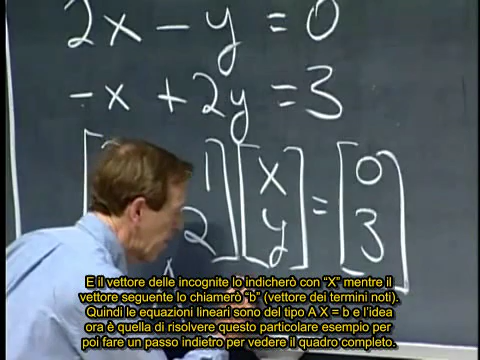 2x - y = 0
-x + 2y = 3
[ 1 ] [ x ] = [ 0 ]
[ 2 ] [ y ] = [ 3 ]
A
E il vettore delle incognite lo indicherò con "X" mentre il
vettore seguente lo chiamerò "b" (vettore dei termini noti).
Quindi le equazioni lineari sono del tipo A X = b e l'idea
ora è quella di risolvere questo particolare esempio per
poi fare un passo indietro per vedere il quadro completo.